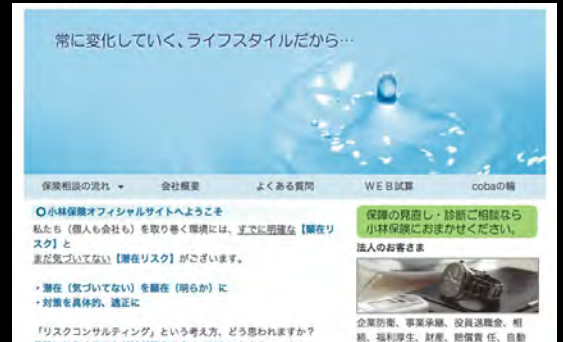 常に変化していく、ライフスタイルだから…
保険相談の流れ
会社概要
よくある質問
WEB試算
cobaの輪
小林保険オフィシャルサイトへようこそ
私たち（個人も会社も）を取り巻く環境には、すでに明確な【顕在リ
スク】と
まだ気づいてない【潜在リスク】がございます。
・潜在（気づいてない）を顕在（明らか）に
・対策を具体的、適正に
「リスクコンサルティング」という考え方、どう思われますか？
保障の見直し・診断ご相談なら
小林保険におまかせください。
法人のお客さま
企業防衛、事業承継、役員退職金、相
続、福利厚生、財産、賠償責 任、自動